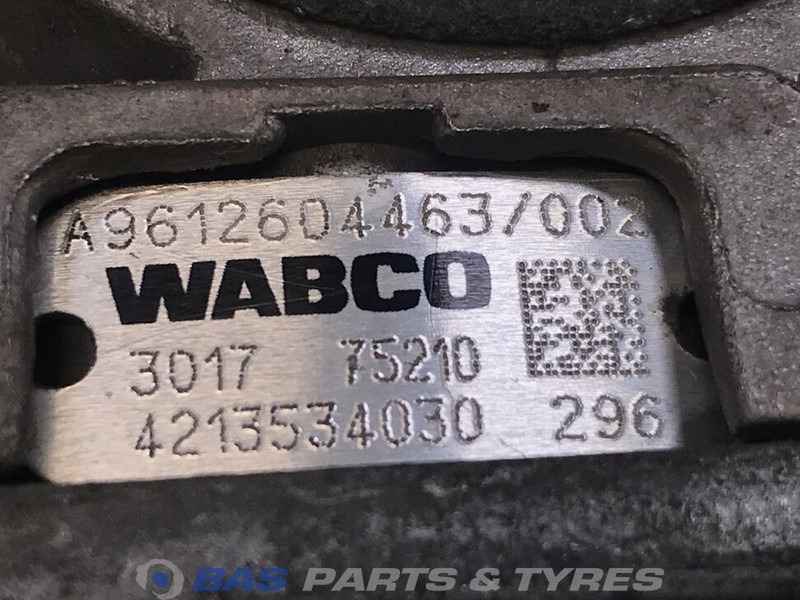 A9612604463/002
WABCO
3017 75210
4213534030 296
BAS PARTS & TYRES